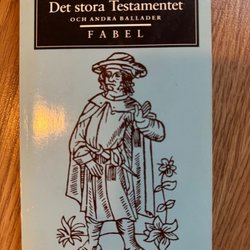 Det stora Testamentet
OCH ANDRA BALLADER
FABEL